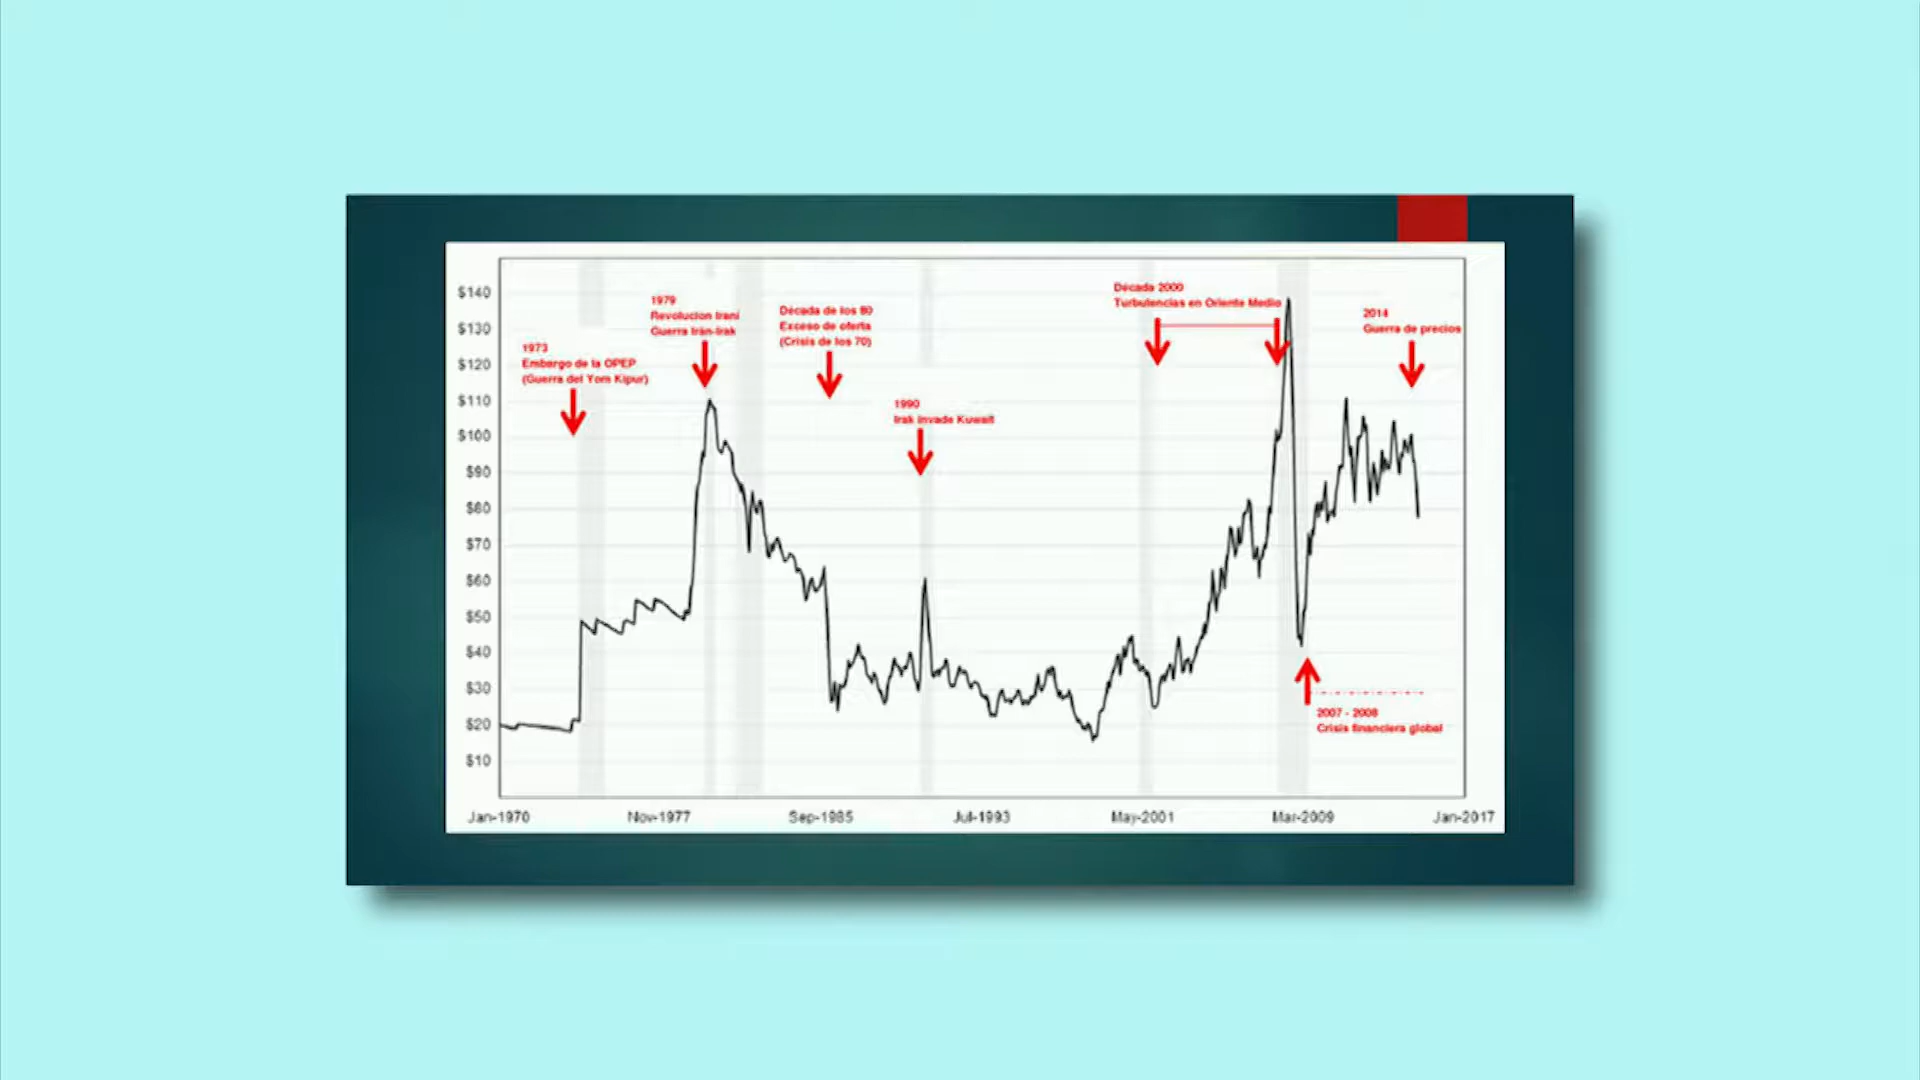 1973
Embargo de la OPEP
(Guerra del Yom Kipur)
1979
Revolucion Iraní
Guerra Irán-Irak
Década de los 80
Exceso de oferta
(Crisis de los 70)
1990
Irak invade Kuwait
Década 2000
Turbulencias en Oriente Medio
2014
Guerra de precios
2007 - 2008
Crisis financiera global
$140
$130
$120
$110
$100
$90
$80
$70
$60
$50
$40
$30
$20
$10
Jan-1970
Nov-1977
Sep-1985
Jul-1993
May-2001
Mar-2009
Jan-2017